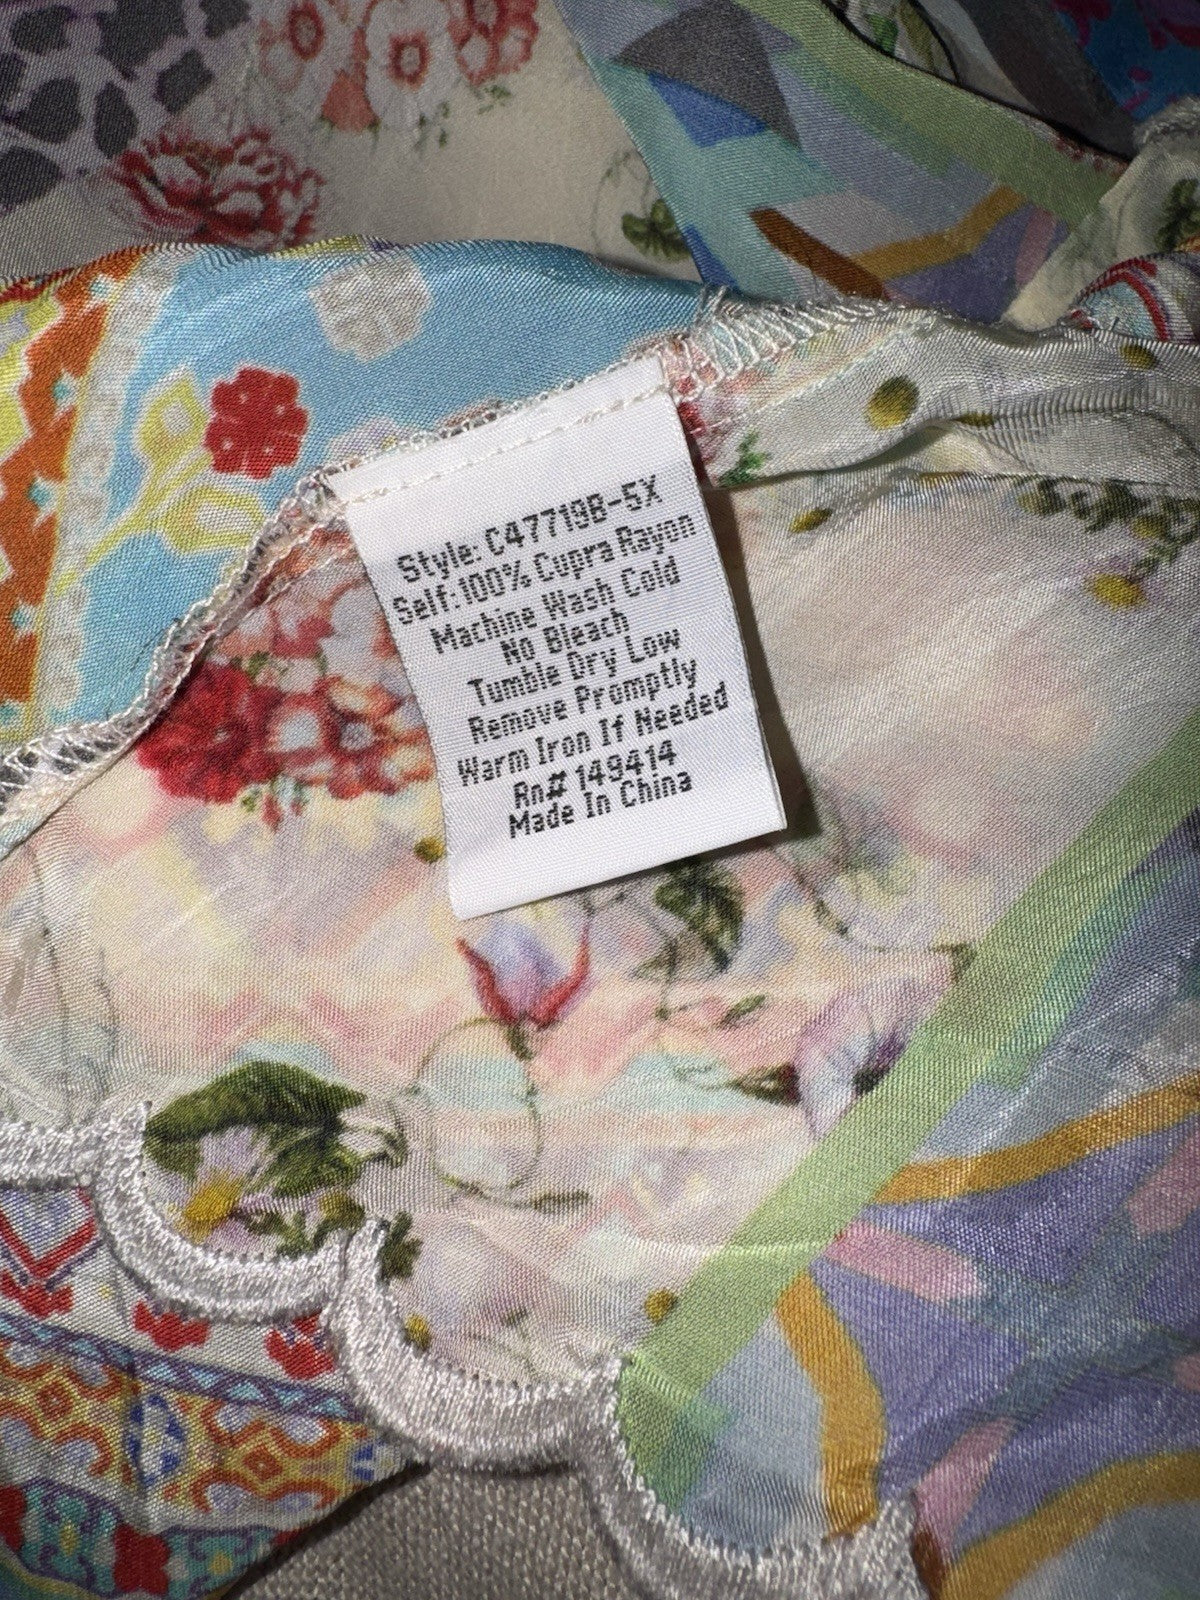 Style: C47719B-5X
Self:100% Cupra Rayon
Machine Wash Cold
No Bleach
Tumble Dry Low
Remove Promptly
Warm Iron If Needed
Rn# 149414
Made In China